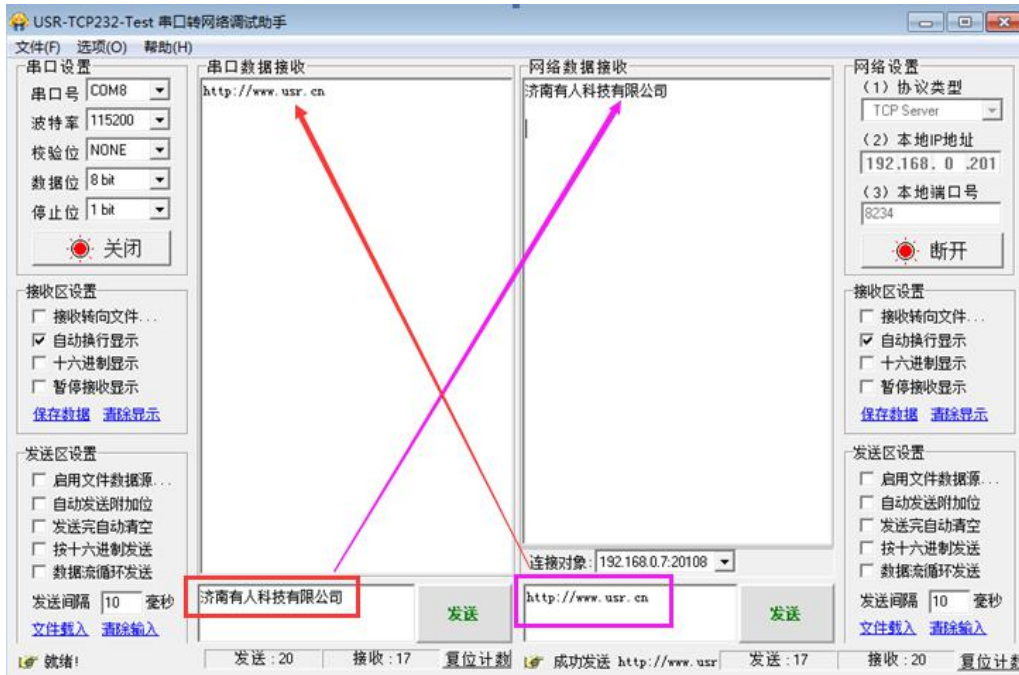 USR-TCP232-Test 串口转网络调试助手
文件(F) 选项(O) 帮助(H)
串口设置
串口号 COM8
波特率 115200
校验位 NONE
数据位 8 bit
停止位 1 bit
关闭
接收区设置
接收转向文件...
自动换行显示
十六进制显示
暂停接收显示
保存数据 清除显示
发送区设置
启用文件数据源...
自动发送附加位
发送完自动清空
按十六进制发送
数据流循环发送
发送间隔 10 毫秒
文件载入 清除输入
串口数据接收
http://www.usr.cn
济南有人科技有限公司
发送
网络数据接收
济南有人科技有限公司
连接对象: 192.168.0.7:20108
http://www.usr.cn
发送
网络设置
(1) 协议类型
TCP Server
(2) 本地IP地址
192.168. 0 .201
(3) 本地端口号
8234
断开
接收区设置
接收转向文件...
自动换行显示
十六进制显示
暂停接收显示
保存数据 清除显示
发送区设置
启用文件数据源...
自动发送附加位
发送完自动清空
按十六进制发送
数据流循环发送
发送间隔 10 毫秒
文件载入 清除输入
就绪! 发送:20 接收:17 复位计数
成功发送 http://www.usr 发送:17 接收:20 复位计数